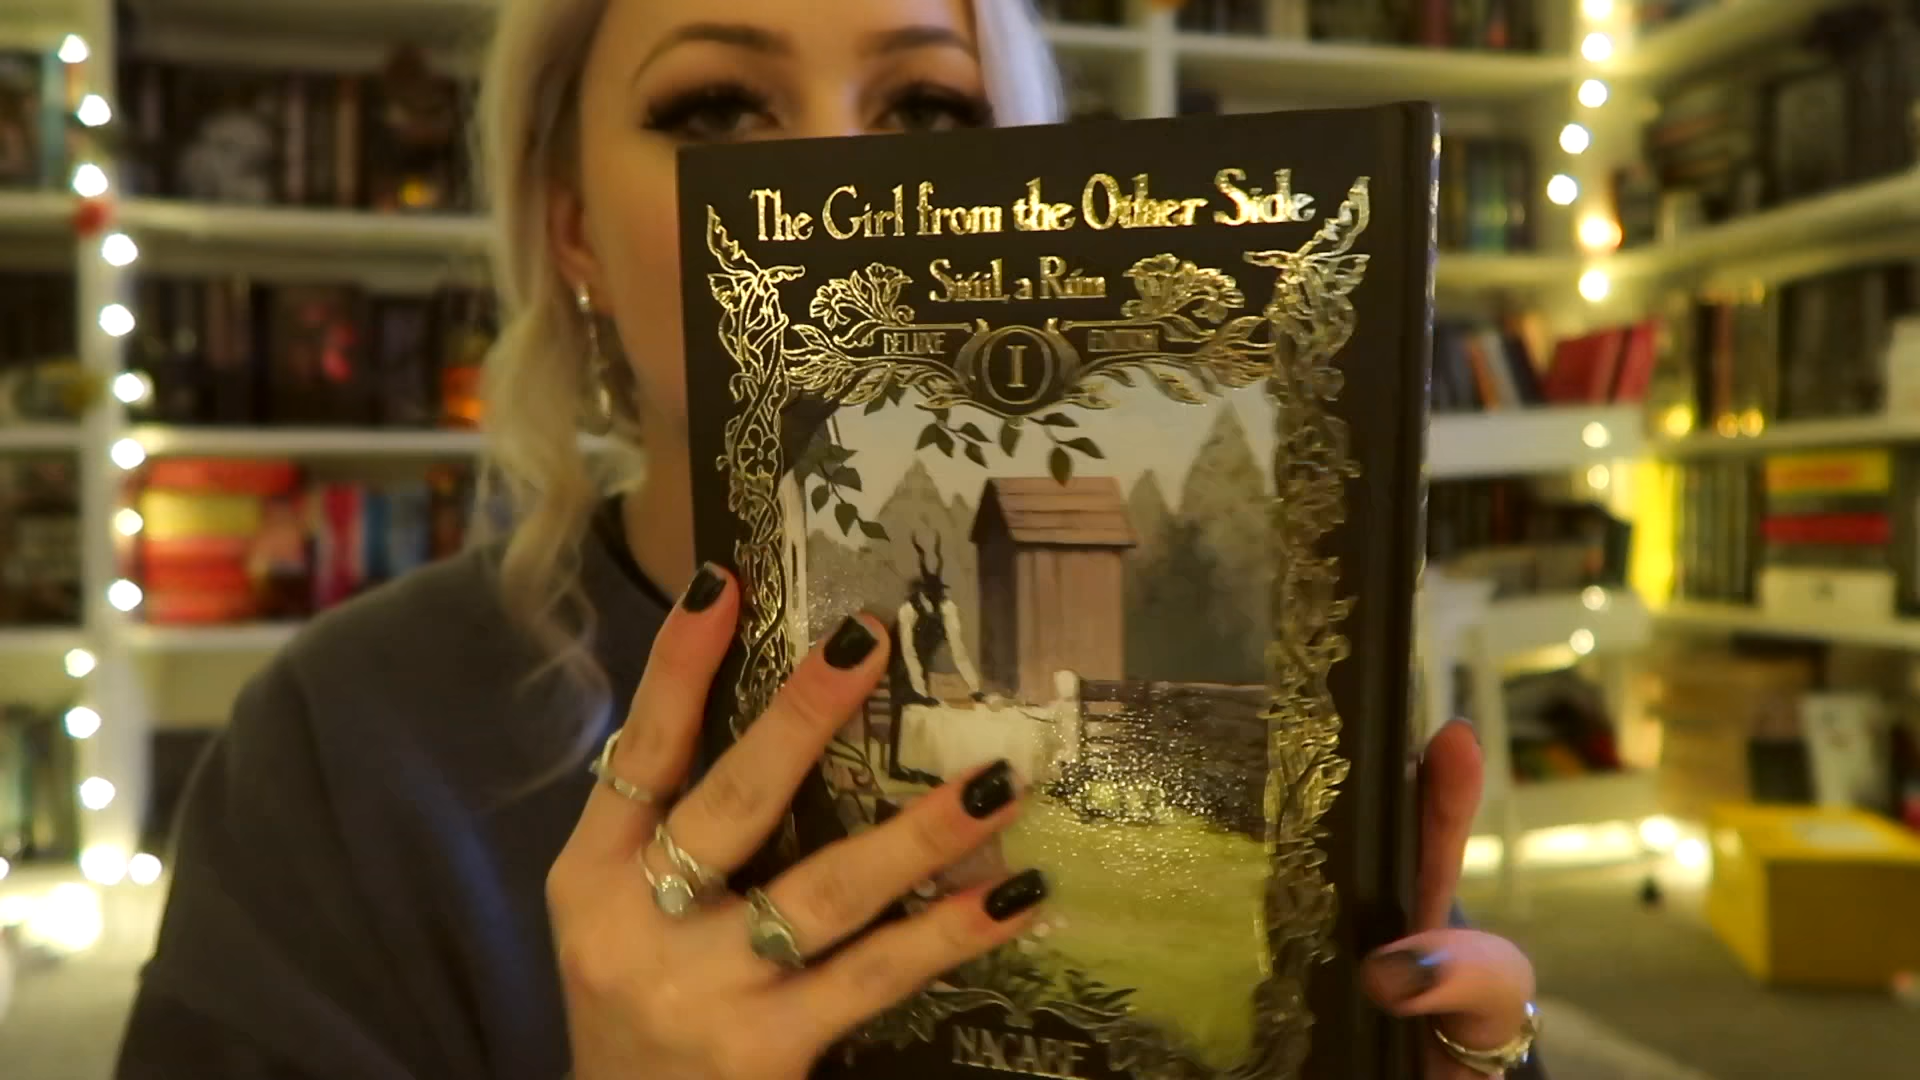 The Girl from the Other Side
Siúil, a Rún
DELUXE I EDITION
NAGABE